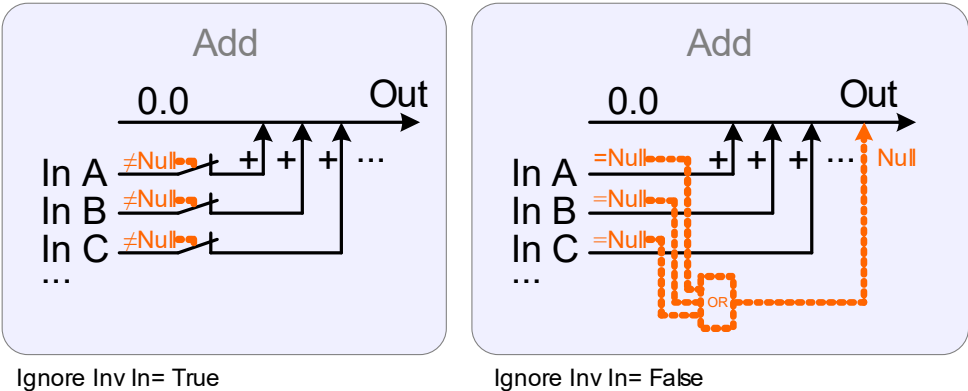 Add
0.0 Out
≠Null + + + ...
In A
≠Null
In B
≠Null
In C
...
Ignore Inv In= True
Add
0.0 Out
=Null + + + ... Null
In A
=Null
In B
=Null
In C
...
OR
Ignore Inv In= False